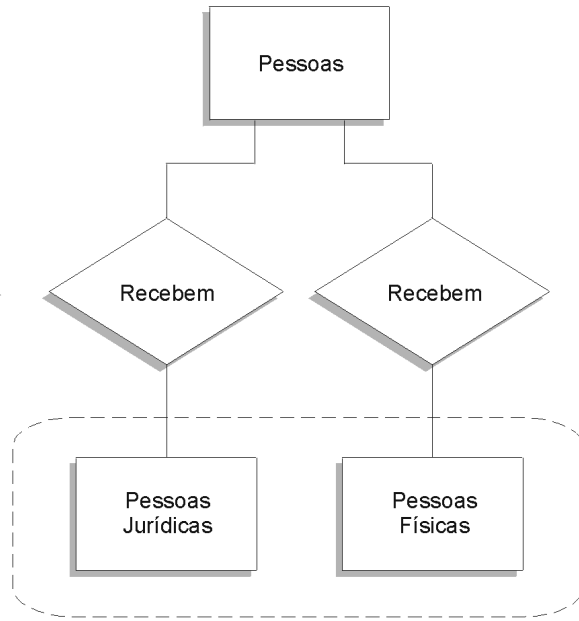 Pessoas
Recebem
Recebem
Pessoas
Jurídicas
Pessoas
Físicas